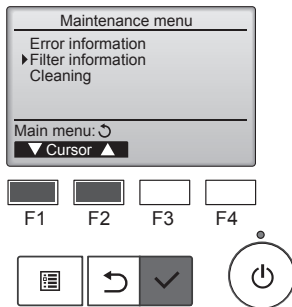 Maintenance menu
Error information
Filter information
Cleaning
Main menu:
Cursor
F1 F2 F3 F4